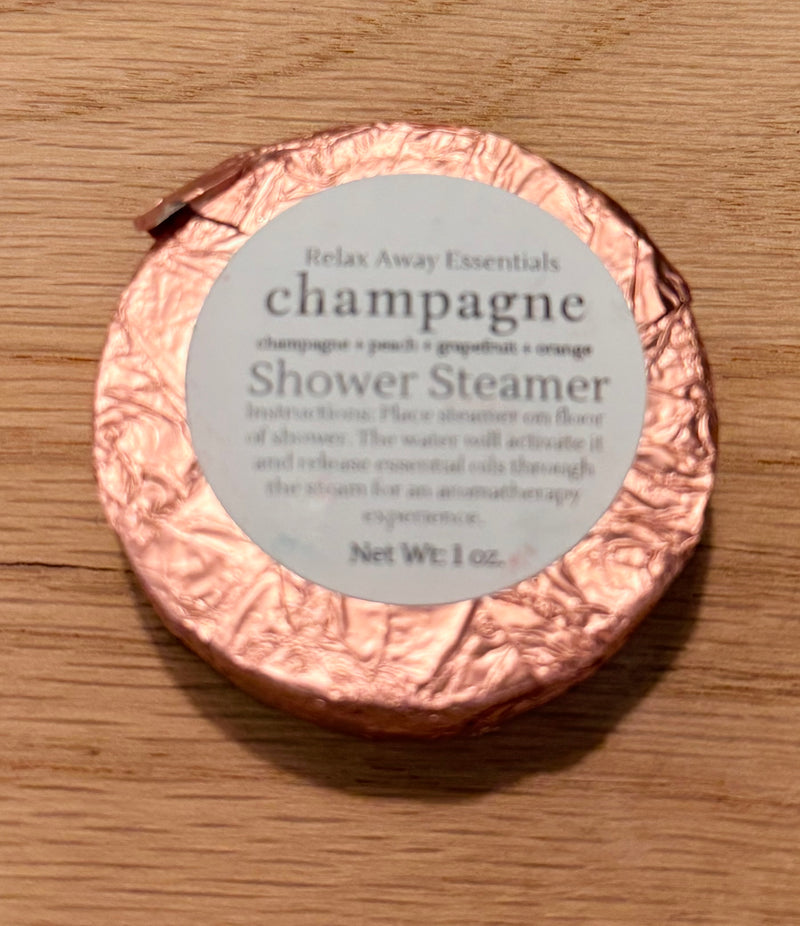 Relax Away Essentials
champagne
champagne + peach + grapefruit + orange
Shower Steamer
Instructions: Place steamer on floor
of shower. The water will activate it
and release essential oils through
the steam for an aromatherapy
experience.
Net Wt: 1 oz.